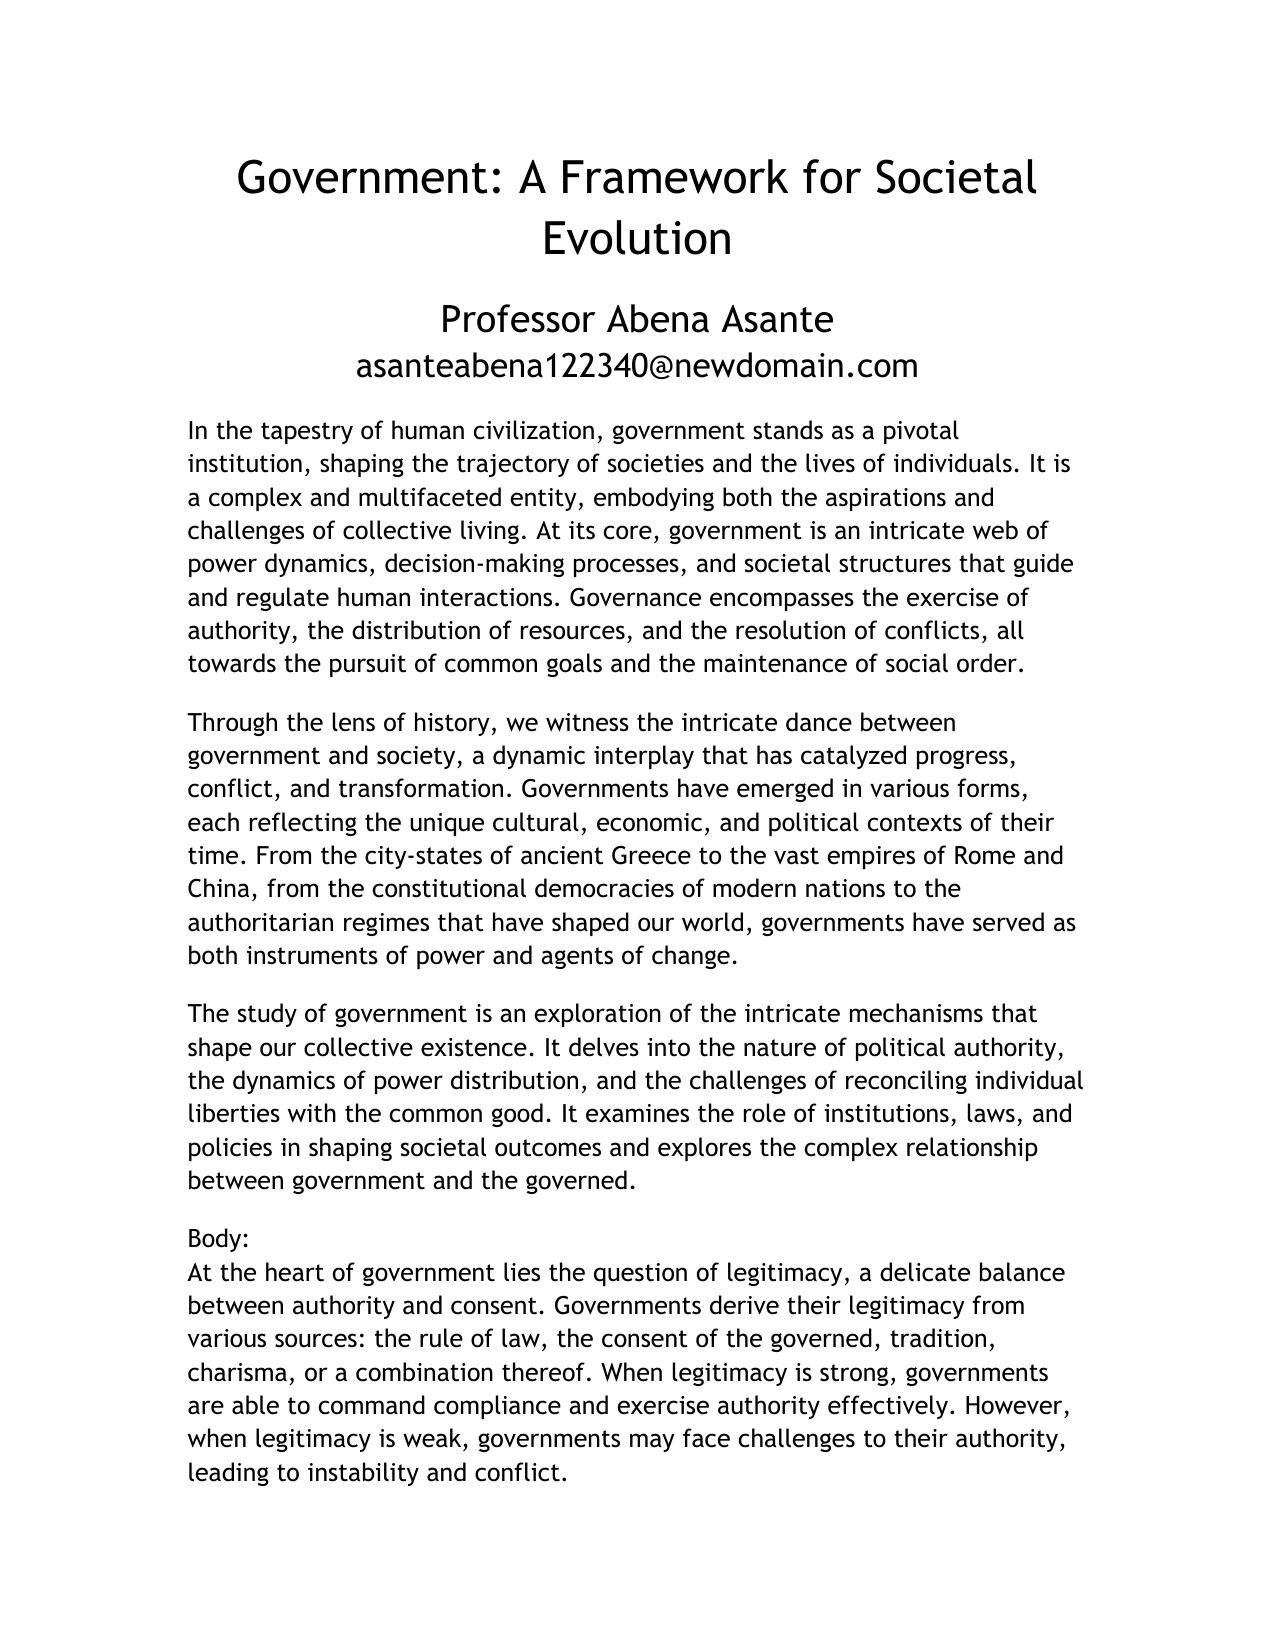 Government: A Framework for Societal
Evolution
Professor Abena Asante
asanteabena122340@newdomain.com
In the tapestry of human civilization, government stands as a pivotal
institution, shaping the trajectory of societies and the lives of individuals. It is
a complex and multifaceted entity, embodying both the aspirations and
challenges of collective living. At its core, government is an intricate web of
power dynamics, decision-making processes, and societal structures that guide
and regulate human interactions. Governance encompasses the exercise of
authority, the distribution of resources, and the resolution of conflicts, all
towards the pursuit of common goals and the maintenance of social order.
Through the lens of history, we witness the intricate dance between
government and society, a dynamic interplay that has catalyzed progress,
conflict, and transformation. Governments have emerged in various forms,
each reflecting the unique cultural, economic, and political contexts of their
time. From the city-states of ancient Greece to the vast empires of Rome and
China, from the constitutional democracies of modern nations to the
authoritarian regimes that have shaped our world, governments have served as
both instruments of power and agents of change.
The study of government is an exploration of the intricate mechanisms that
shape our collective existence. It delves into the nature of political authority,
the dynamics of power distribution, and the challenges of reconciling individual
liberties with the common good. It examines the role of institutions, laws, and
policies in shaping societal outcomes and explores the complex relationship
between government and the governed.
Body:
At the heart of government lies the question of legitimacy, a delicate balance
between authority and consent. Governments derive their legitimacy from
various sources: the rule of law, the consent of the governed, tradition,
charisma, or a combination thereof. When legitimacy is strong, governments
are able to command compliance and exercise authority effectively. However,
when legitimacy is weak, governments may face challenges to their authority,
leading to instability and conflict.